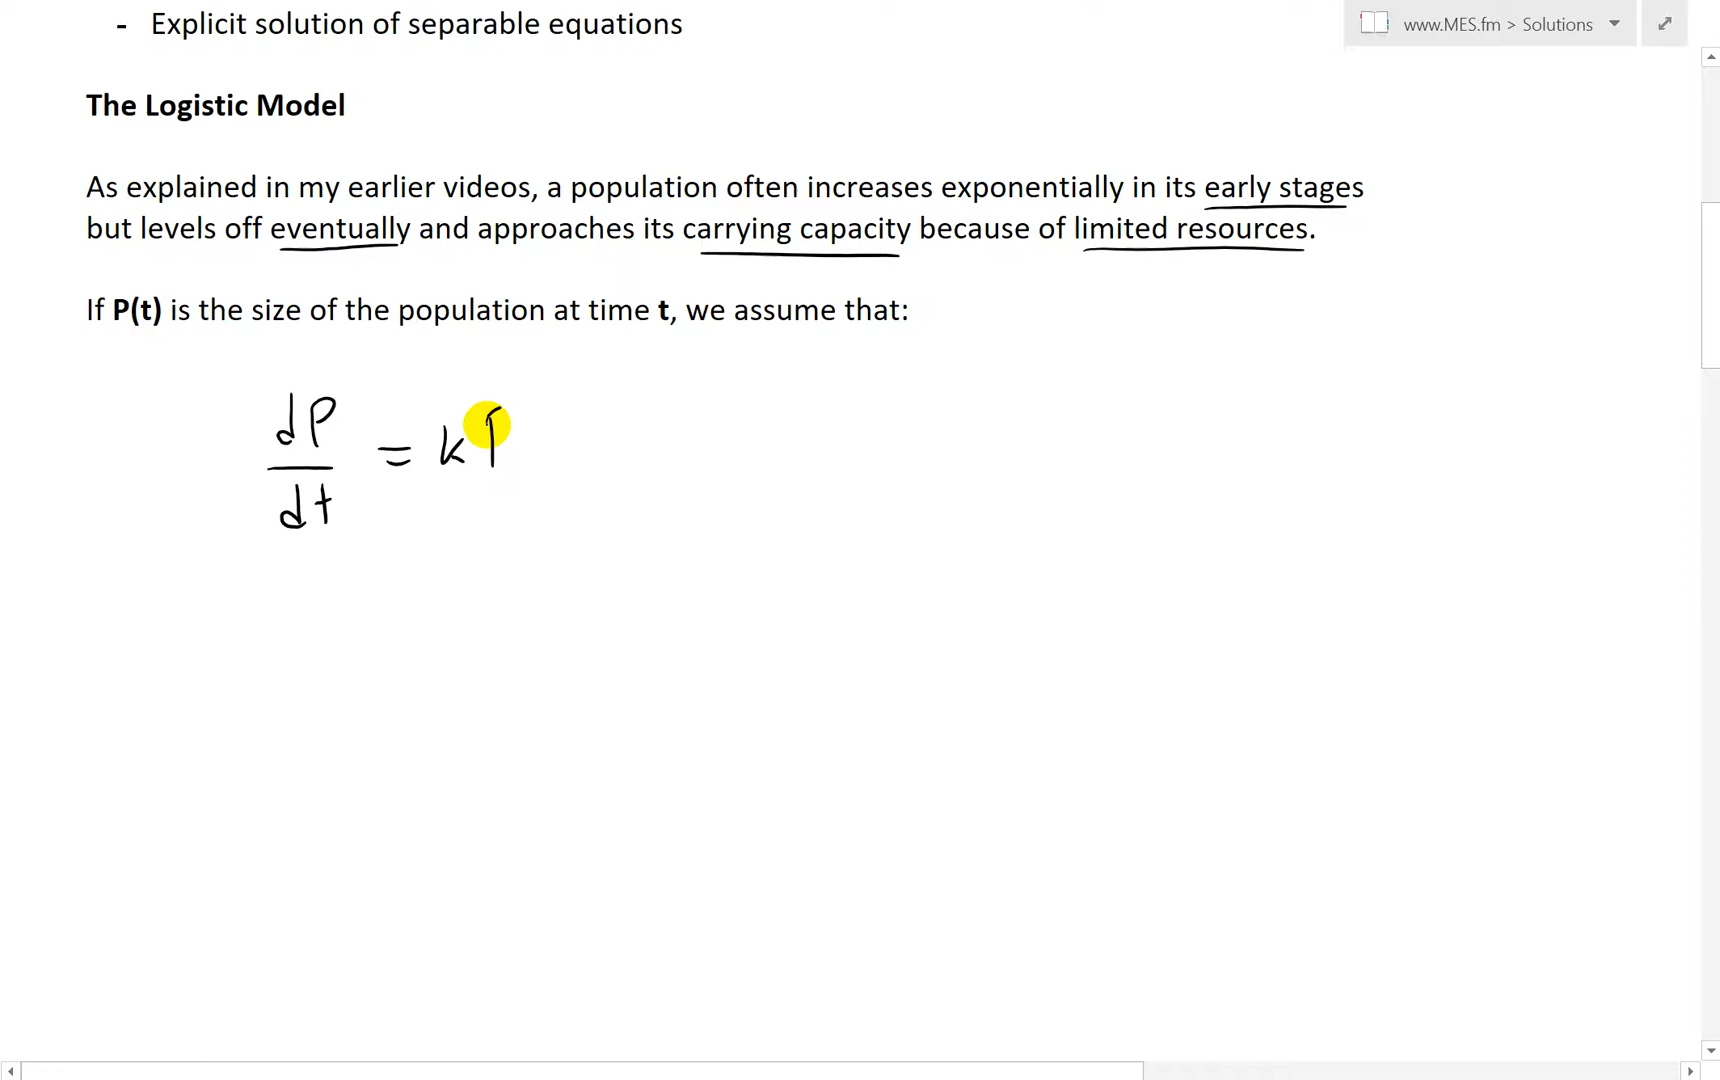 - Explicit solution of separable equations
www.MES.fm > Solutions
The Logistic Model
As explained in my earlier videos, a population often increases exponentially in its early stages
but levels off eventually and approaches its carrying capacity because of limited resources.
If P(t) is the size of the population at time t, we assume that:
dP
= k
dt